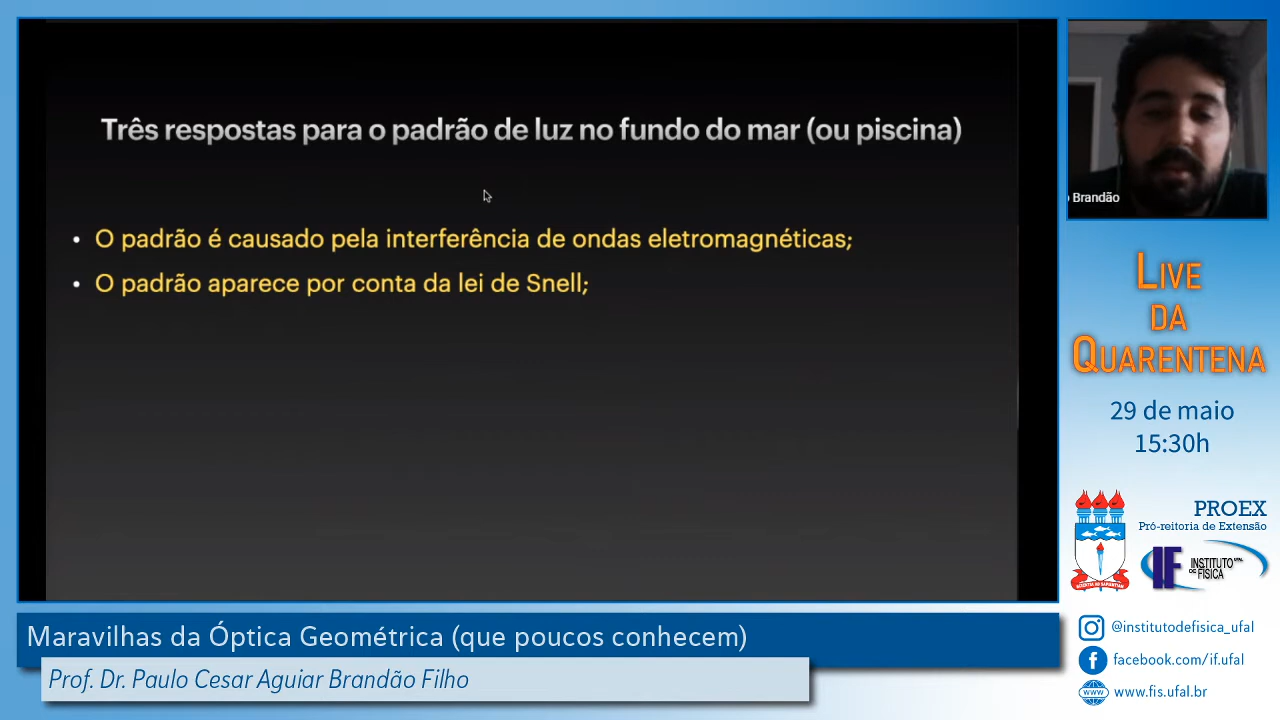 Três respostas para o padrão de luz no fundo do mar (ou piscina)
• O padrão é causado pela interferência de ondas eletromagnéticas;
• O padrão aparece por conta da lei de Snell;
Brandão
LIVE
DA
QUARENTENA
29 de maio
15:30h
PROEX
Pró-reitoria de Extensão
IF INSTITUTO
DE FÍSICA
UFAL
@institutodefisica_ufal
facebook.com/if.ufal
www.fis.ufal.br
Maravilhas da Óptica Geométrica (que poucos conhecem)
Prof. Dr. Paulo Cesar Aguiar Brandão Filho